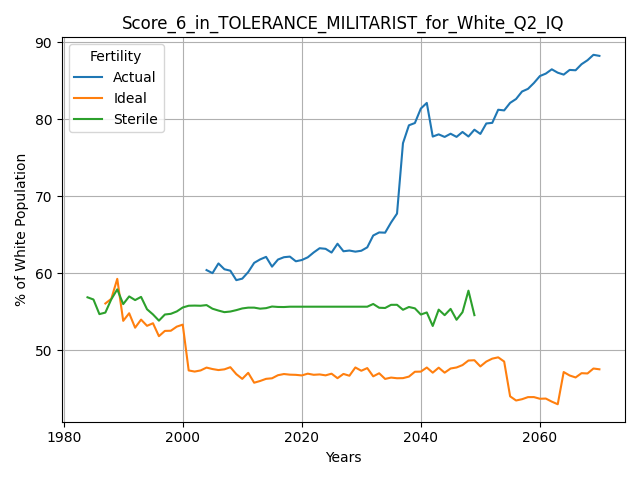 Score_6_in_TOLERANCE_MILITARIST_for_White_Q2_IQ
90
80
70
60
50
% of White Population
Fertility
Actual
Ideal
Sterile
1980
2000
2020
2040
2060
Years